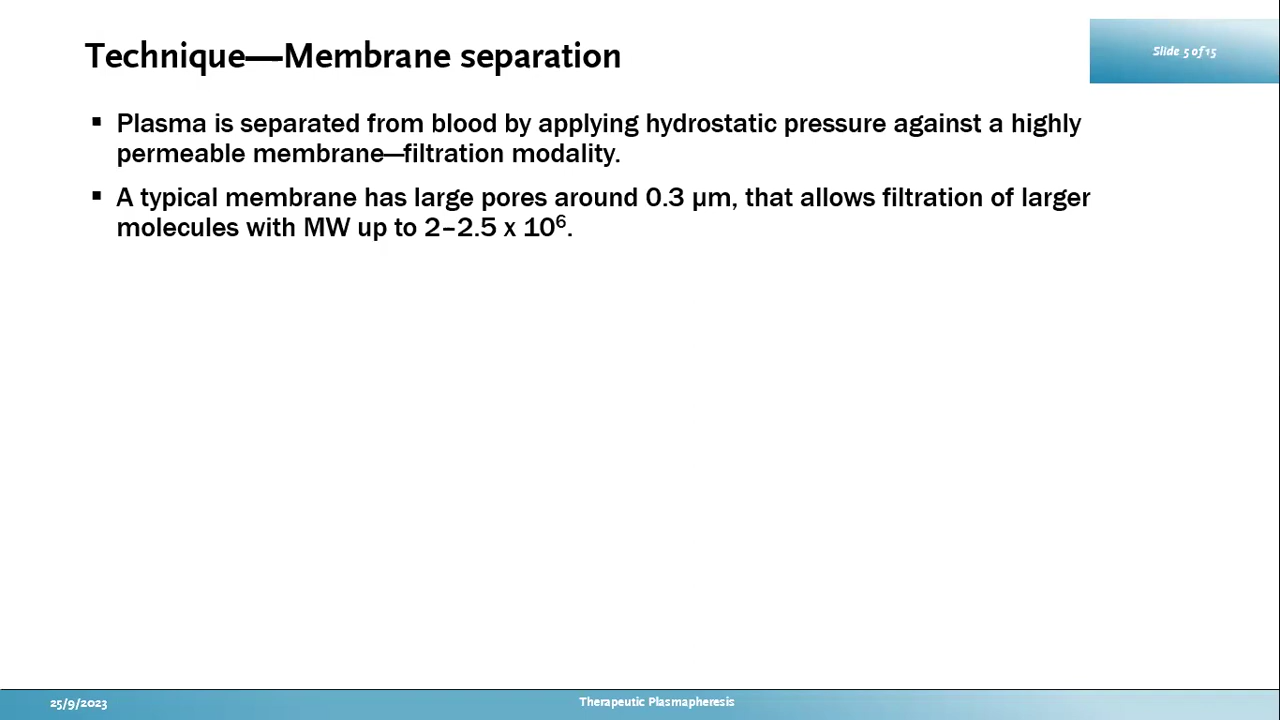 Technique—Membrane separation
Slide 5 of 15
▪ Plasma is separated from blood by applying hydrostatic pressure against a highly
permeable membrane—filtration modality.
▪ A typical membrane has large pores around 0.3 µm, that allows filtration of larger
molecules with MW up to 2–2.5 x 10⁶.
25/9/2023
Therapeutic Plasmapheresis